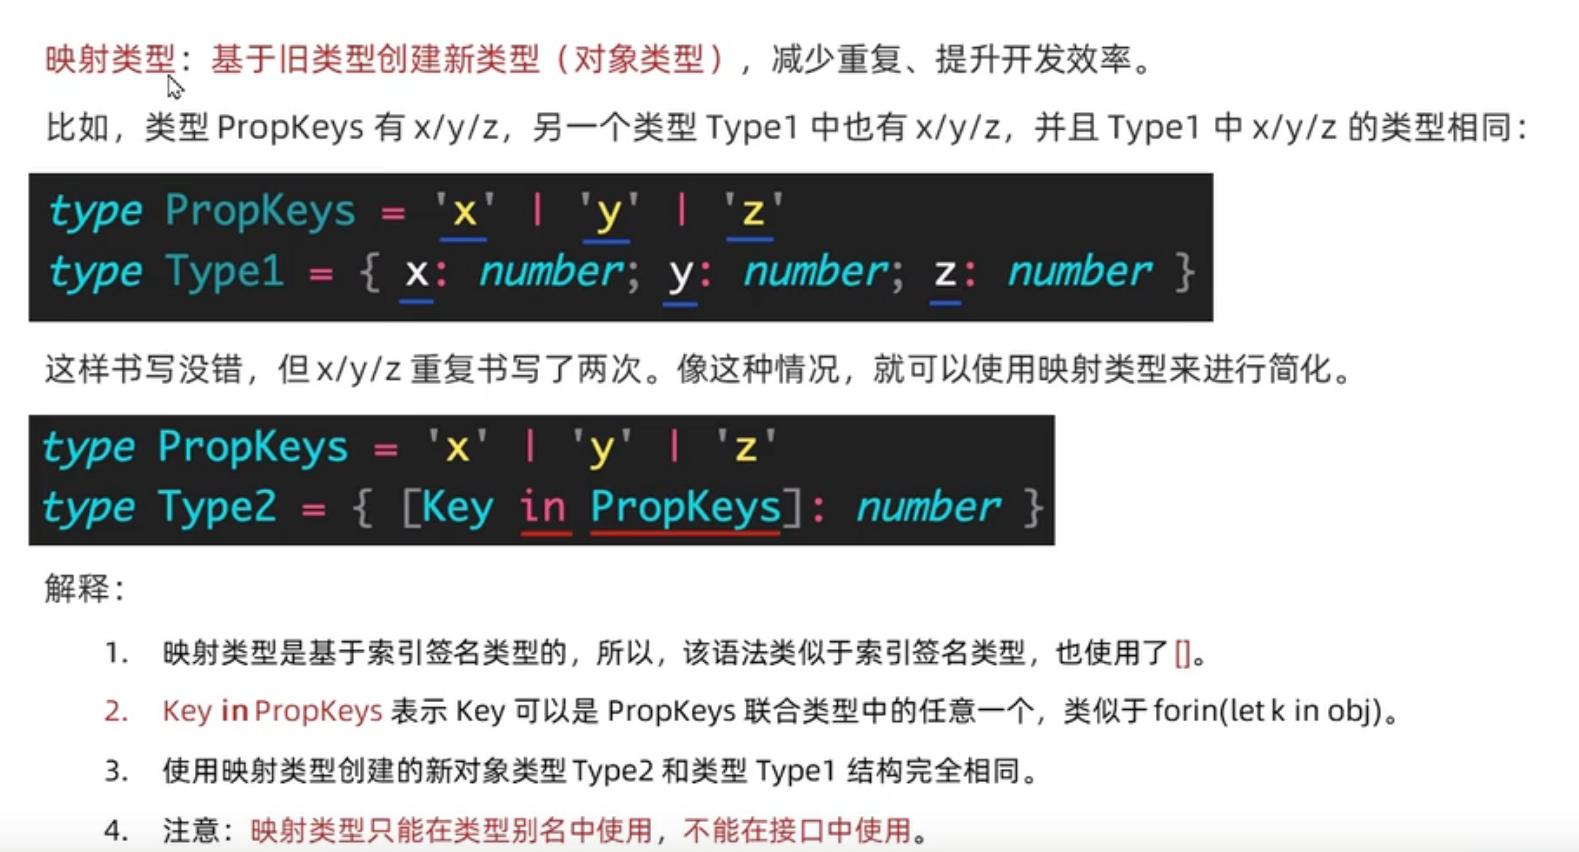 映射类型：基于旧类型创建新类型（对象类型），减少重复、提升开发效率。
比如，类型 PropKeys 有 x/y/z，另一个类型 Type1 中也有 x/y/z，并且 Type1 中 x/y/z 的类型相同：
type PropKeys = 'x' | 'y' | 'z'
type Type1 = { x: number; y: number; z: number }
这样书写没错，但 x/y/z 重复书写了两次。像这种情况，就可以使用映射类型来进行简化。
type PropKeys = 'x' | 'y' | 'z'
type Type2 = { [Key in PropKeys]: number }
解释：
1. 映射类型是基于索引签名类型的，所以，该语法类似于索引签名类型，也使用了 []。
2. Key in PropKeys 表示 Key 可以是 PropKeys 联合类型中的任意一个，类似于 forin(let k in obj)。
3. 使用映射类型创建的新对象类型 Type2 和类型 Type1 结构完全相同。
4. 注意：映射类型只能在类型别名中使用，不能在接口中使用。